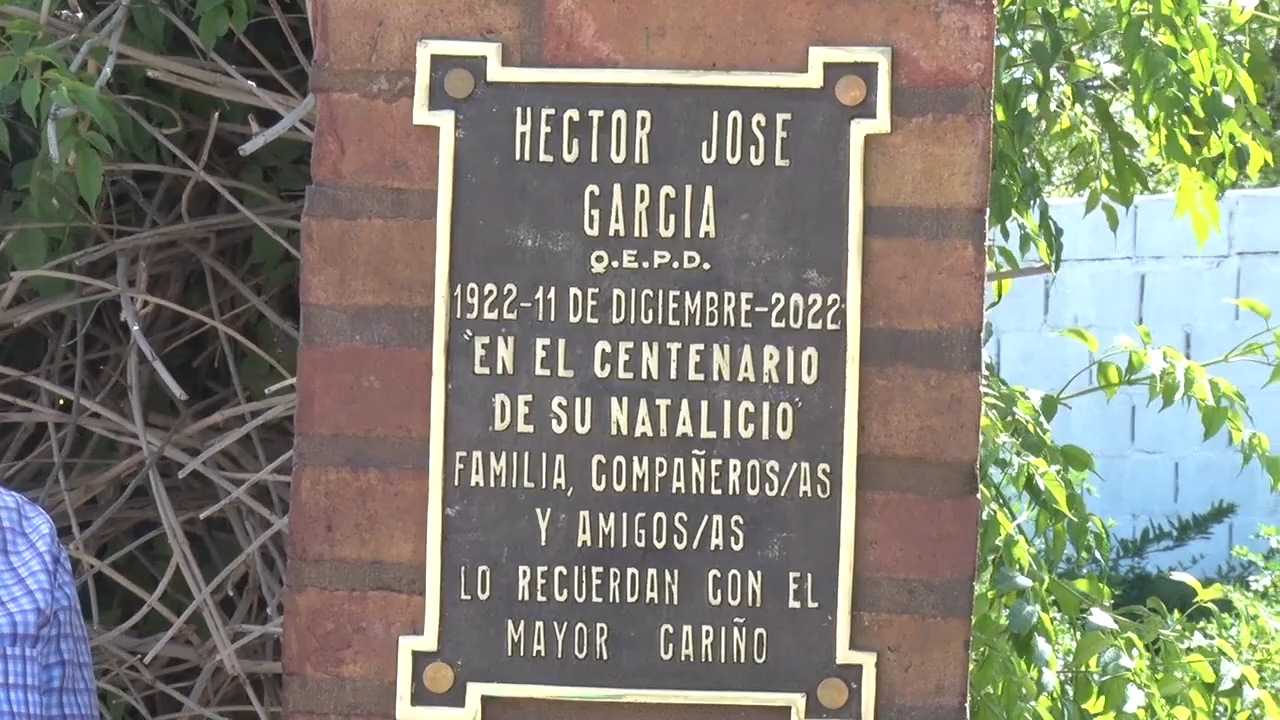 HECTOR JOSE
GARCIA
Q.E.P.D.
1922-11 DE DICIEMBRE-2022
"EN EL CENTENARIO
DE SU NATALICIO"
FAMILIA, COMPAÑEROS/AS
Y AMIGOS/AS
LO RECUERDAN CON EL
MAYOR CARIÑO